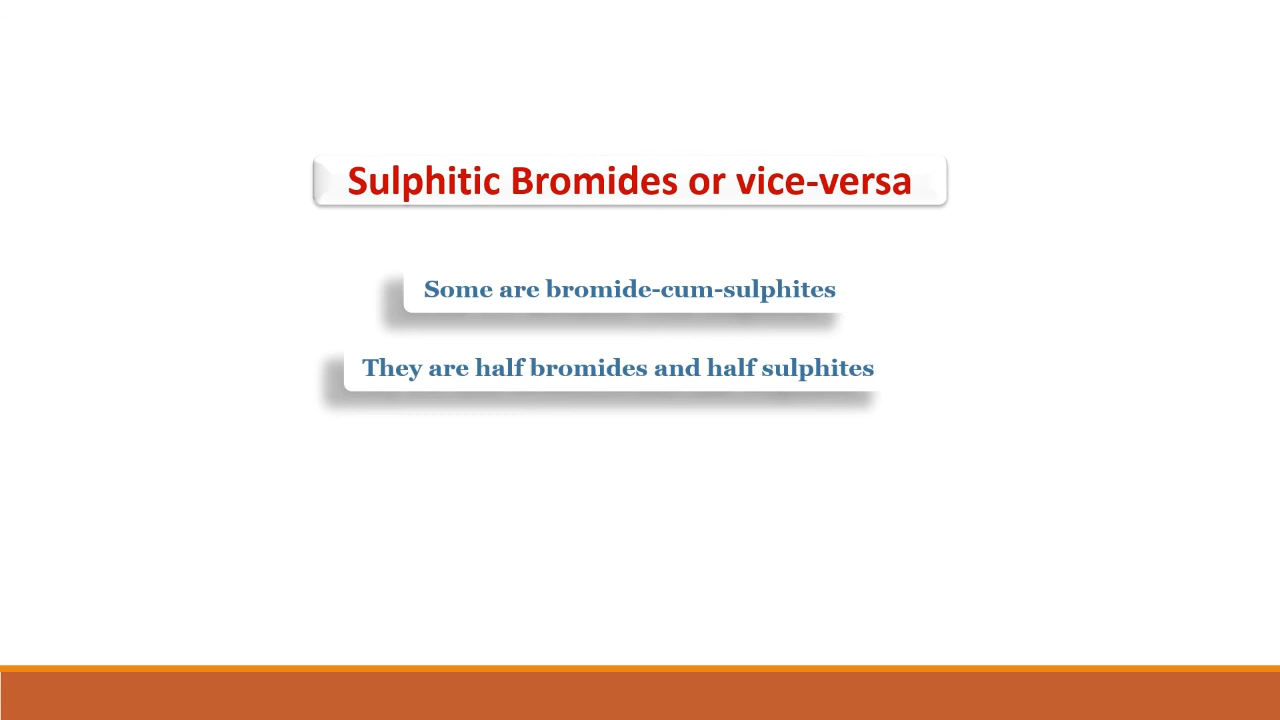 Sulphitic Bromides or vice-versa
Some are bromide-cum-sulphites
They are half bromides and half sulphites